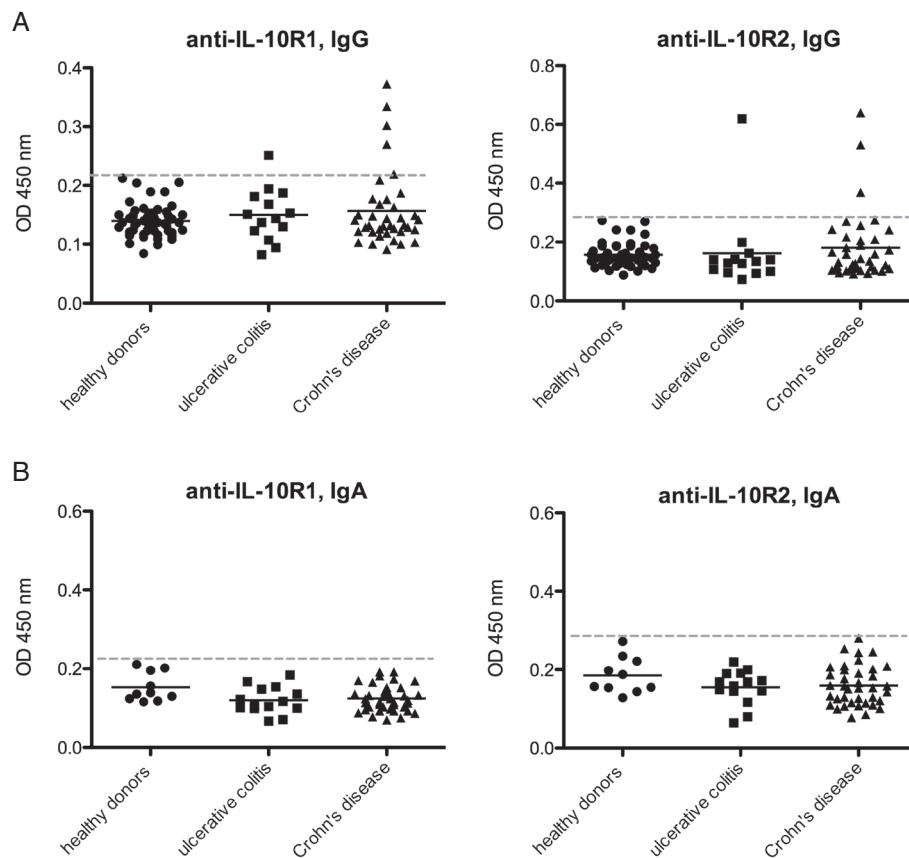 A
anti-IL-10R1, IgG
0.4
0.3
0.2
0.1
0.0
OD 450 nm
healthy donors
ulcerative colitis
Crohn's disease
anti-IL-10R2, IgG
0.8
0.6
0.4
0.2
0.0
OD 450 nm
healthy donors
ulcerative colitis
Crohn's disease
B
anti-IL-10R1, IgA
0.6
0.4
0.2
0.0
OD 450 nm
healthy donors
ulcerative colitis
Crohn's disease
anti-IL-10R2, IgA
0.6
0.4
0.2
0.0
OD 450 nm
healthy donors
ulcerative colitis
Crohn's disease